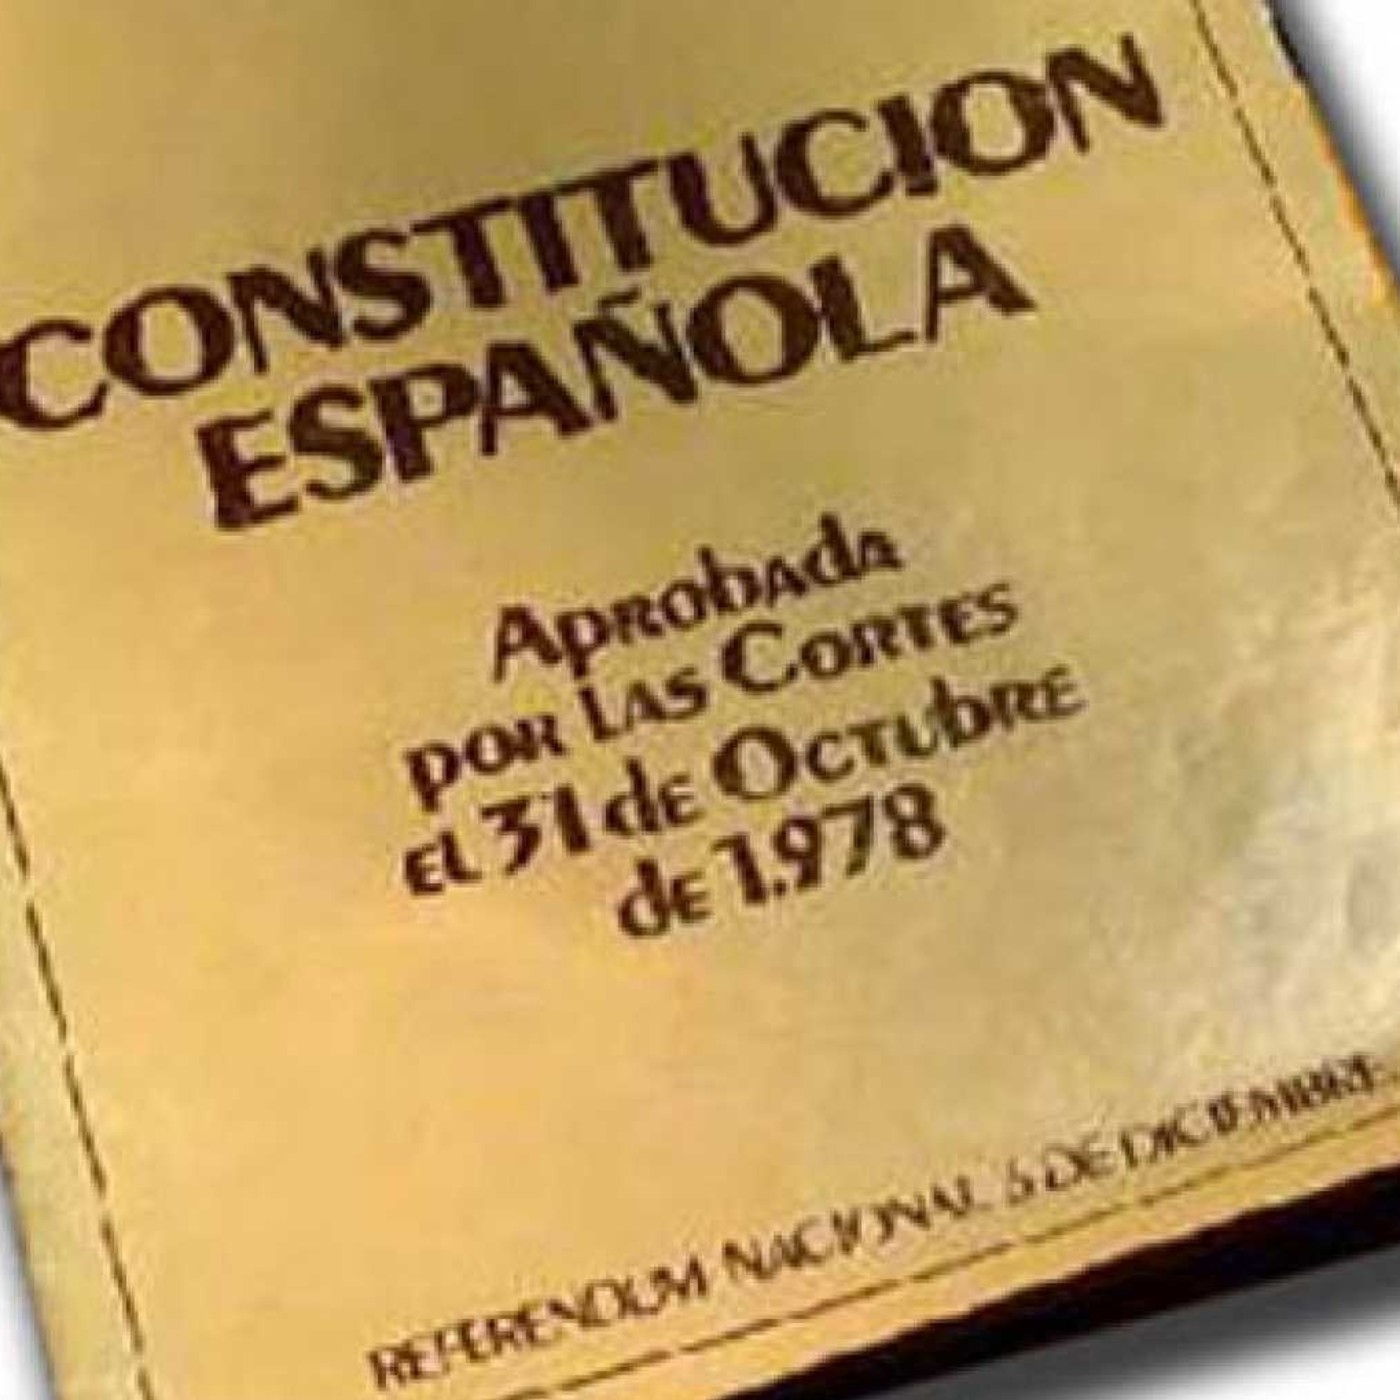 CONSTITUCION
ESPAÑOLA
Aprobada
por las Cortes
el 31 de Octubre
de 1.978
REFERENDUM NACIONAL 6 DE DICIEMBRE